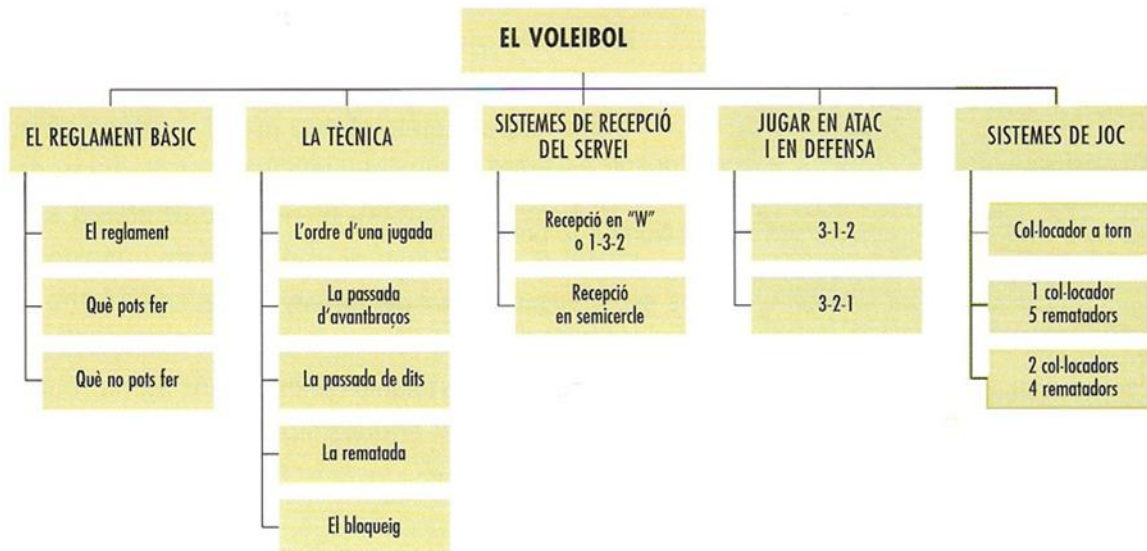 EL VOLEIBOL
EL REGLAMENT BÀSIC
El reglament
Què pots fer
Què no pots fer
LA TÈCNICA
L'ordre d'una jugada
La passada
d'avantbraços
La passada de dits
La rematada
El bloqueig
SISTEMES DE RECEPCIÓ
DEL SERVEI
Recepció en "W"
o 1-3-2
Recepció
en semicercle
JUGAR EN ATAC
I EN DEFENSA
3-1-2
3-2-1
SISTEMES DE JOC
Col·locador a torn
1 col·locador
5 rematadors
2 col·locadors
4 rematadors